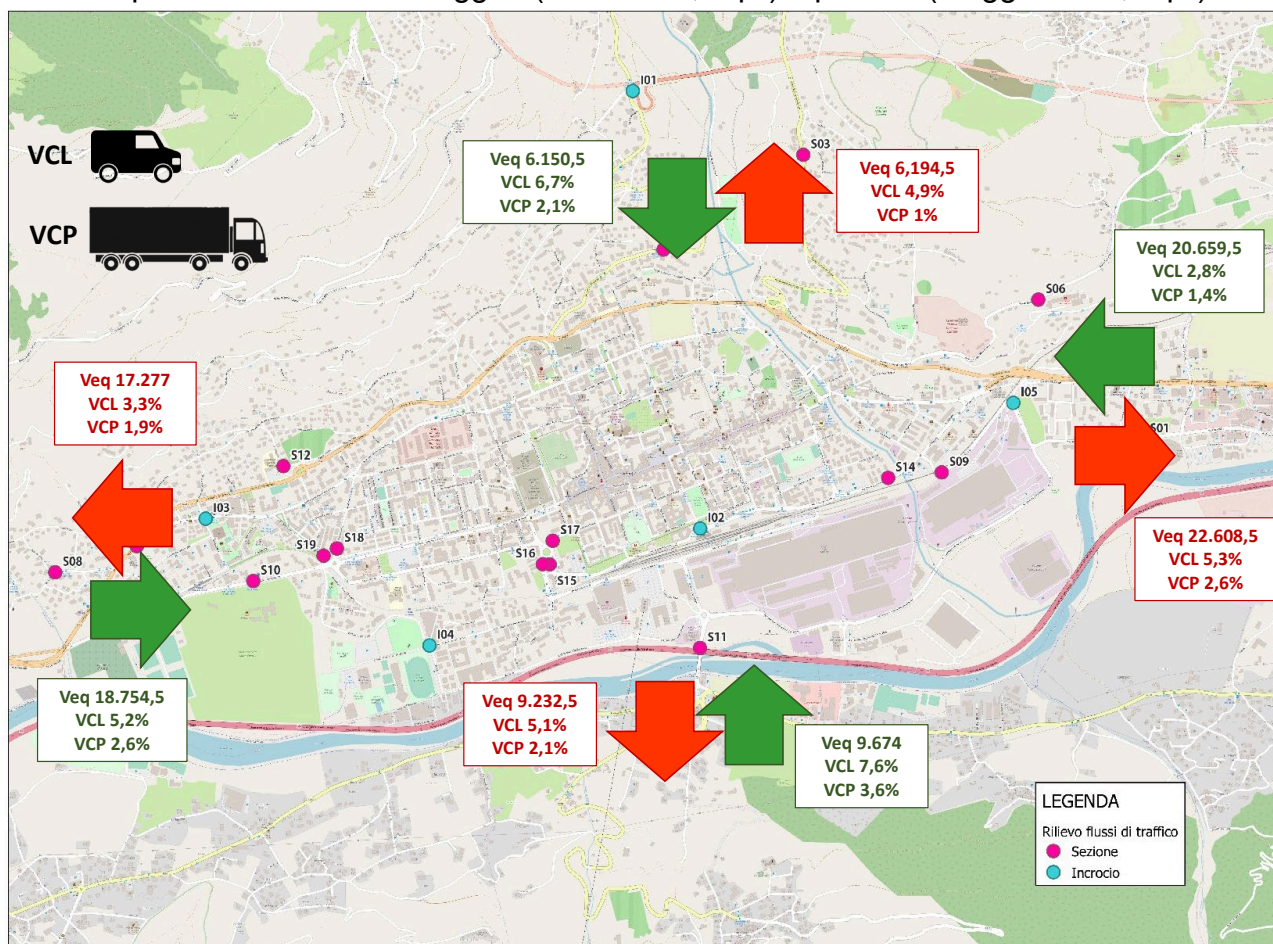 I01
VCL
S03
Veq 6.150,5
VCL 6,7%
VCP 2,1%
Veq 6,194,5
VCL 4,9%
VCP 1%
VCP
Veq 20.659,5
VCL 2,8%
VCP 1,4%
S06
Veq 17.277
VCL 3,3%
VCP 1,9%
I05
S01
S12
S14
S09
I03
I02
S17
S18
S19
S16
S15
S08
S10
Veq 22.608,5
VCL 5,3%
VCP 2,6%
I04
S11
Veq 18.754,5
VCL 5,2%
VCP 2,6%
Veq 9.232,5
VCL 5,1%
VCP 2,1%
Veq 9.674
VCL 7,6%
VCP 3,6%
LEGENDA
Rilievo flussi di traffico
Sezione
Incrocio